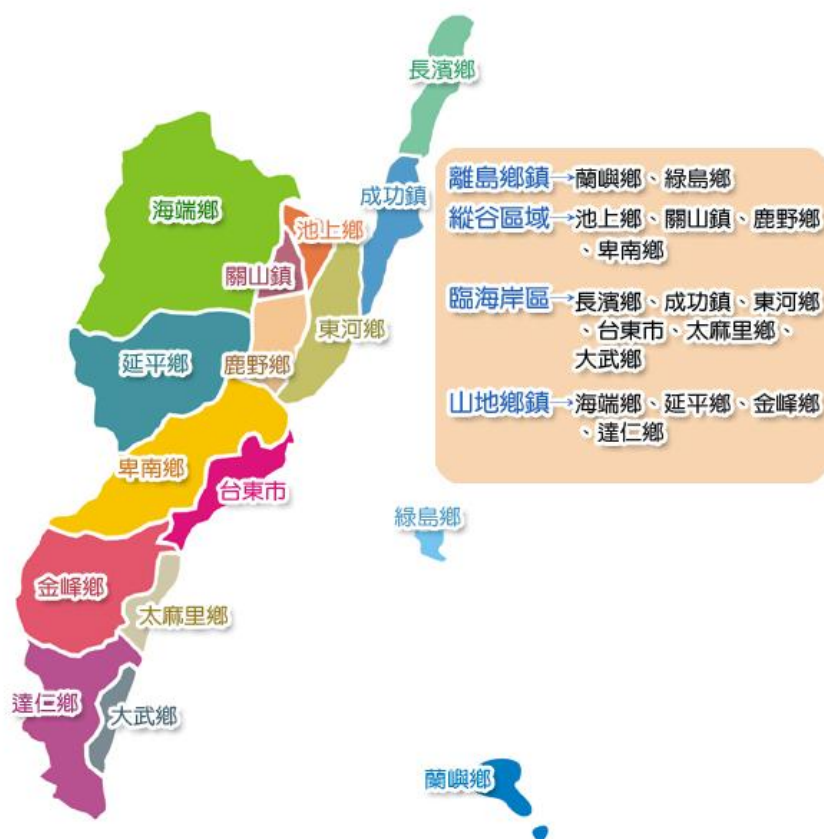 長濱鄉
成功鎮
海端鄉
池上鄉
關山鎮
東河鄉
延平鄉
鹿野鄉
卑南鄉
台東市
綠島鄉
金峰鄉
太麻里鄉
達仁鄉
大武鄉
蘭嶼鄉
離島鄉鎮→蘭嶼鄉、綠島鄉
縱谷區域→池上鄉、關山鎮、鹿野鄉
、卑南鄉
臨海岸區→長濱鄉、成功鎮、東河鄉
、台東市、太麻里鄉、
大武鄉
山地鄉鎮→海端鄉、延平鄉、金峰鄉
、達仁鄉